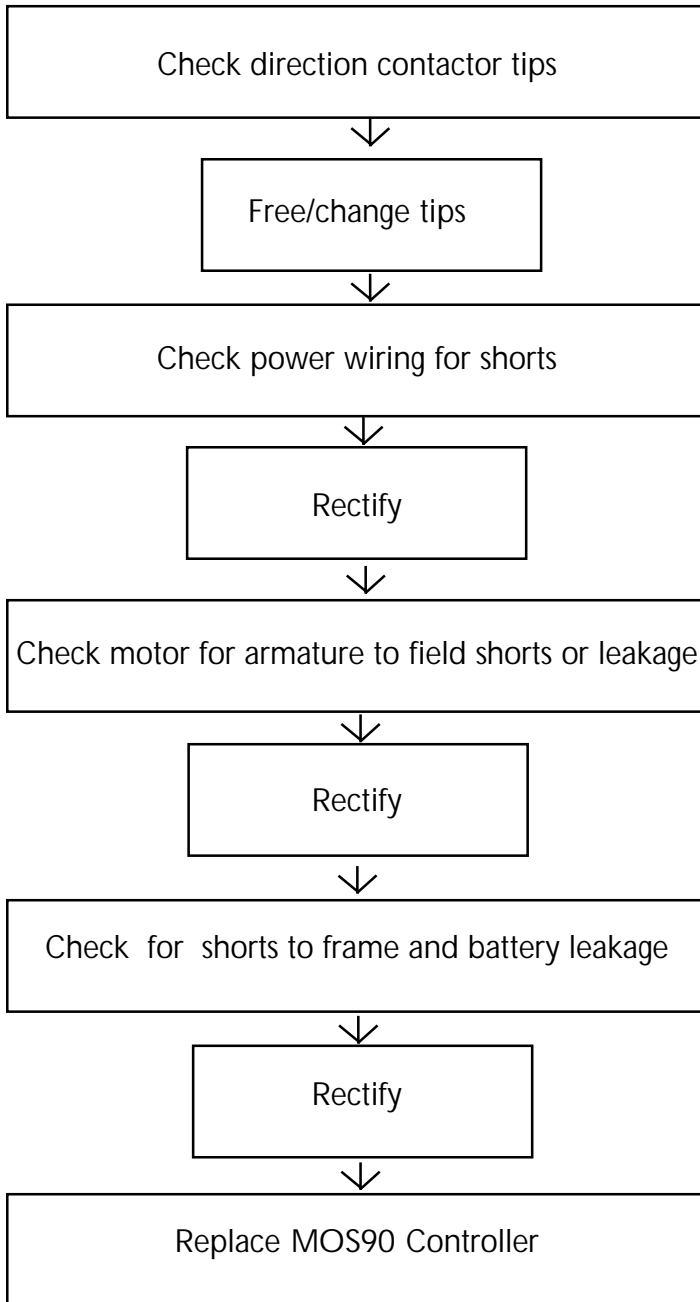 Check direction contactor tips
Free/change tips
Check power wiring for shorts
Rectify
Check motor for armature to field shorts or leakage
Rectify
Check  for  shorts to frame and battery leakage
Rectify
Replace MOS90 Controller